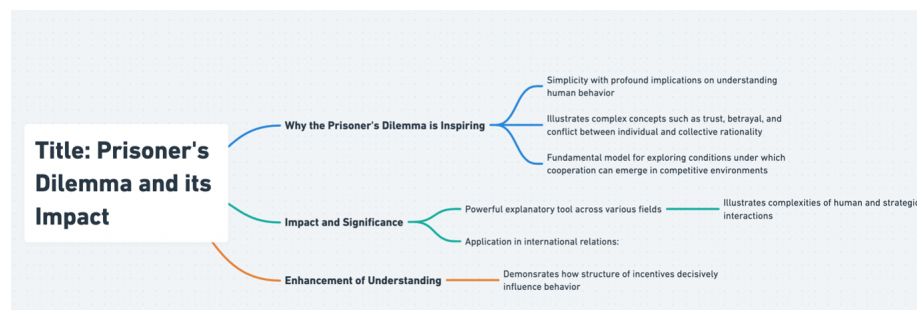 Title: Prisoner's
Dilemma and its
Impact
Why the Prisoner's Dilemma is Inspiring
Simplicity with profound implications on understanding
human behavior
Illustrates complex concepts such as trust, betrayal, and
conflict between individual and collective rationality
Fundamental model for exploring conditions under which
cooperation can emerge in competitive environments
Impact and Significance
Powerful explanatory tool across various fields
Illustrates complexities of human and strategic
interactions
Application in international relations:
Enhancement of Understanding
Demonsrates how structure of incentives decisively
influence behavior